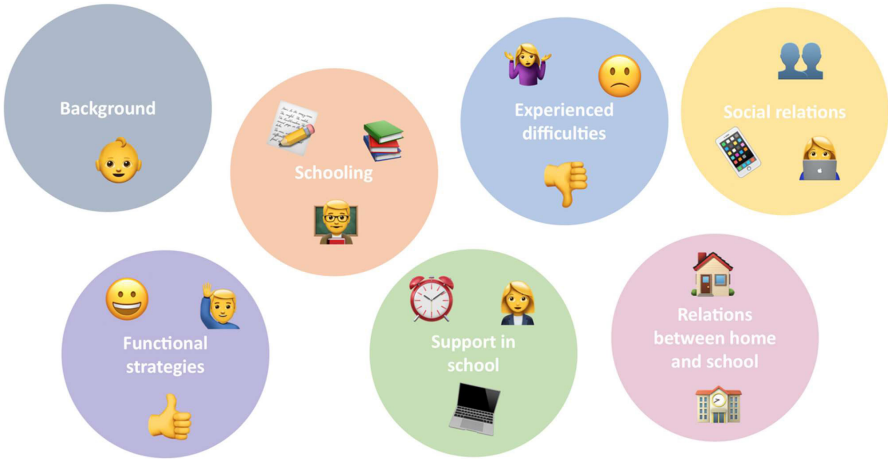 Background
Schooling
Experienced
difficulties
Social relations
Functional
strategies
Support in
school
Relations
between home
and school